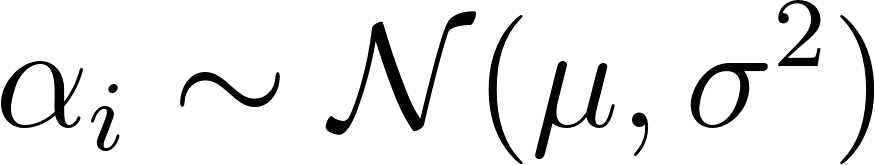 αᵢ ∼ 𝒩(μ, σ²)